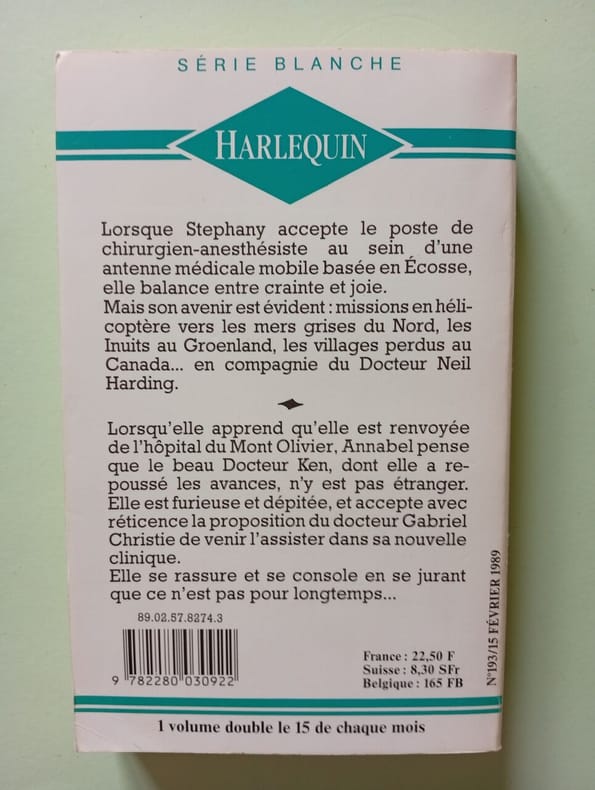 SÉRIE BLANCHE
HARLEQUIN
Lorsque Stephany accepte le poste de
chirurgien-anesthésiste au sein d'une
antenne médicale mobile basée en Écosse,
elle balance entre crainte et joie.
Mais son avenir est évident : missions en héli-
coptère vers les mers grises du Nord, les
Inuits au Groenland, les villages perdus au
Canada... en compagnie du Docteur Neil
Harding.
Lorsqu'elle apprend qu'elle est renvoyée
de l'hôpital du Mont Olivier, Annabel pense
que le beau Docteur Ken, dont elle a re-
poussé les avances, n'y est pas étranger.
Elle est furieuse et dépitée, et accepte avec
réticence la proposition du docteur Gabriel
Christie de venir l'assister dans sa nouvelle
clinique.
Elle se rassure et se console en se jurant
que ce n'est pas pour longtemps...
89.02.57.8274.3
9 782280 030922
France : 22,50 F
Suisse : 8,30 SFr
Belgique : 165 FB
N°193/15 FÉVRIER 1989
1 volume double le 15 de chaque mois